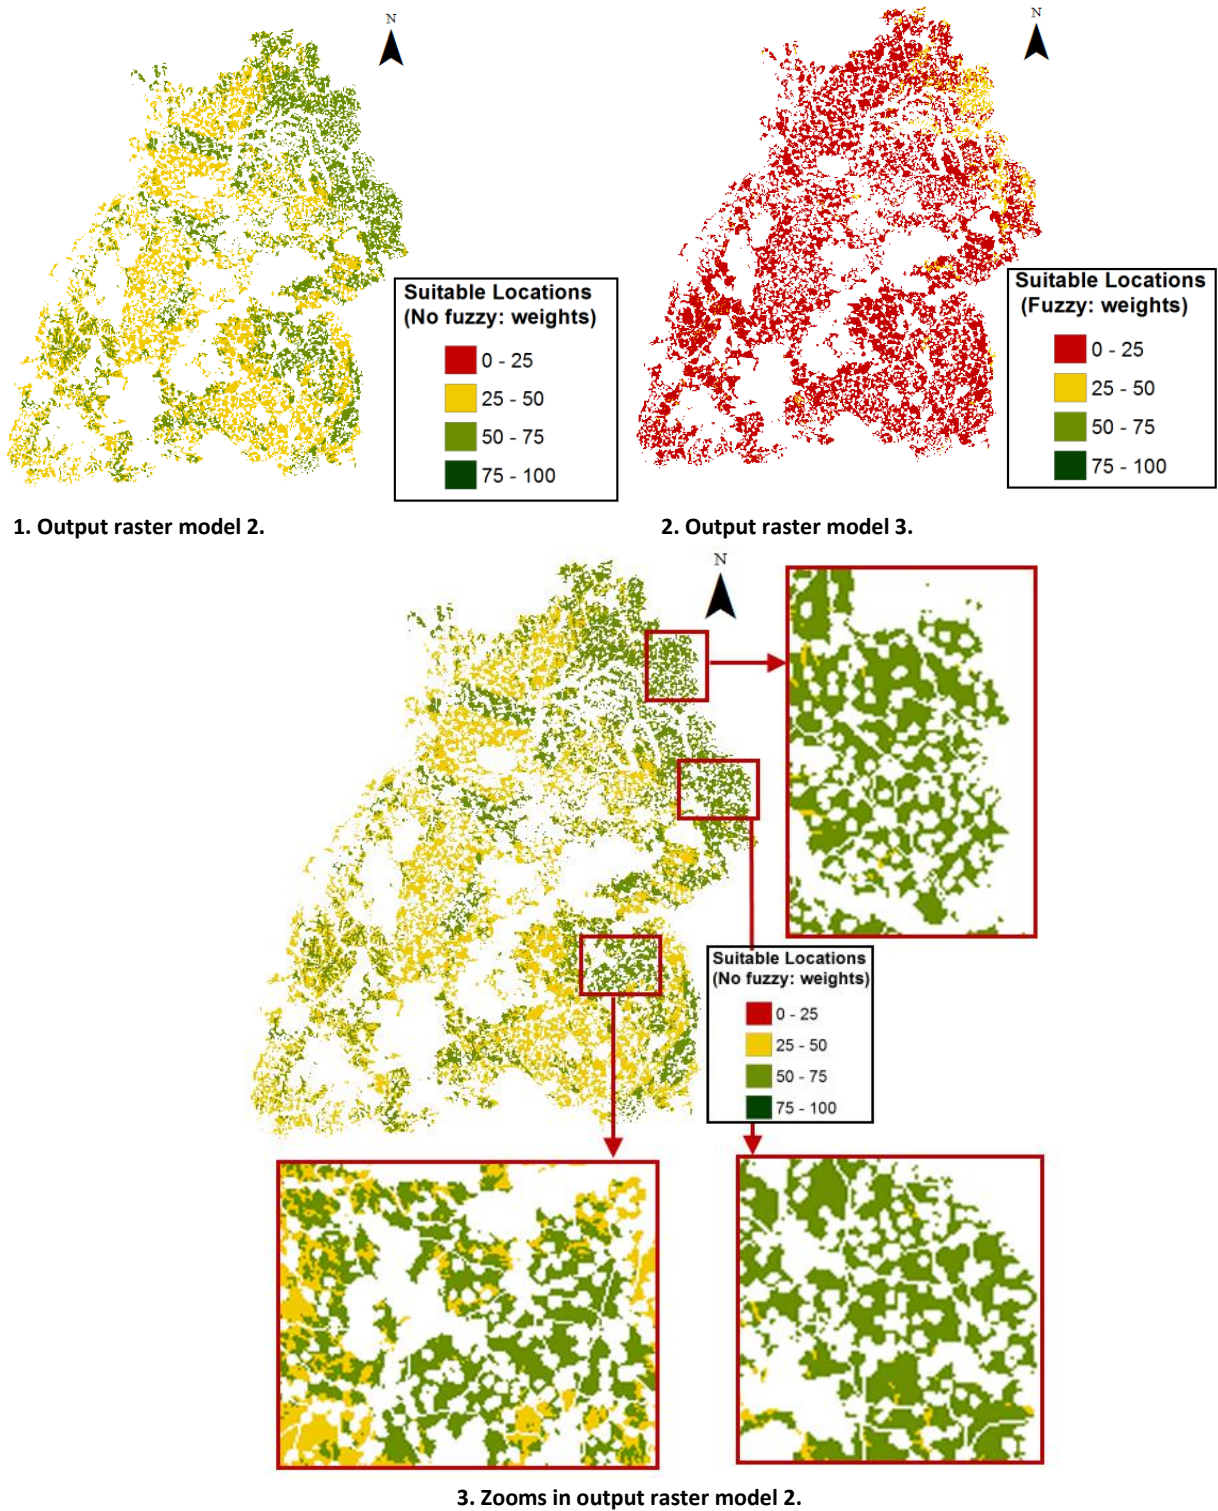 N
N
Suitable Locations
(No fuzzy: weights)
0 - 25
25 - 50
50 - 75
75 - 100
Suitable Locations
(Fuzzy: weights)
0 - 25
25 - 50
50 - 75
75 - 100
1. Output raster model 2.
2. Output raster model 3.
N
Suitable Locations
(No fuzzy: weights)
0 - 25
25 - 50
50 - 75
75 - 100
3. Zooms in output raster model 2.